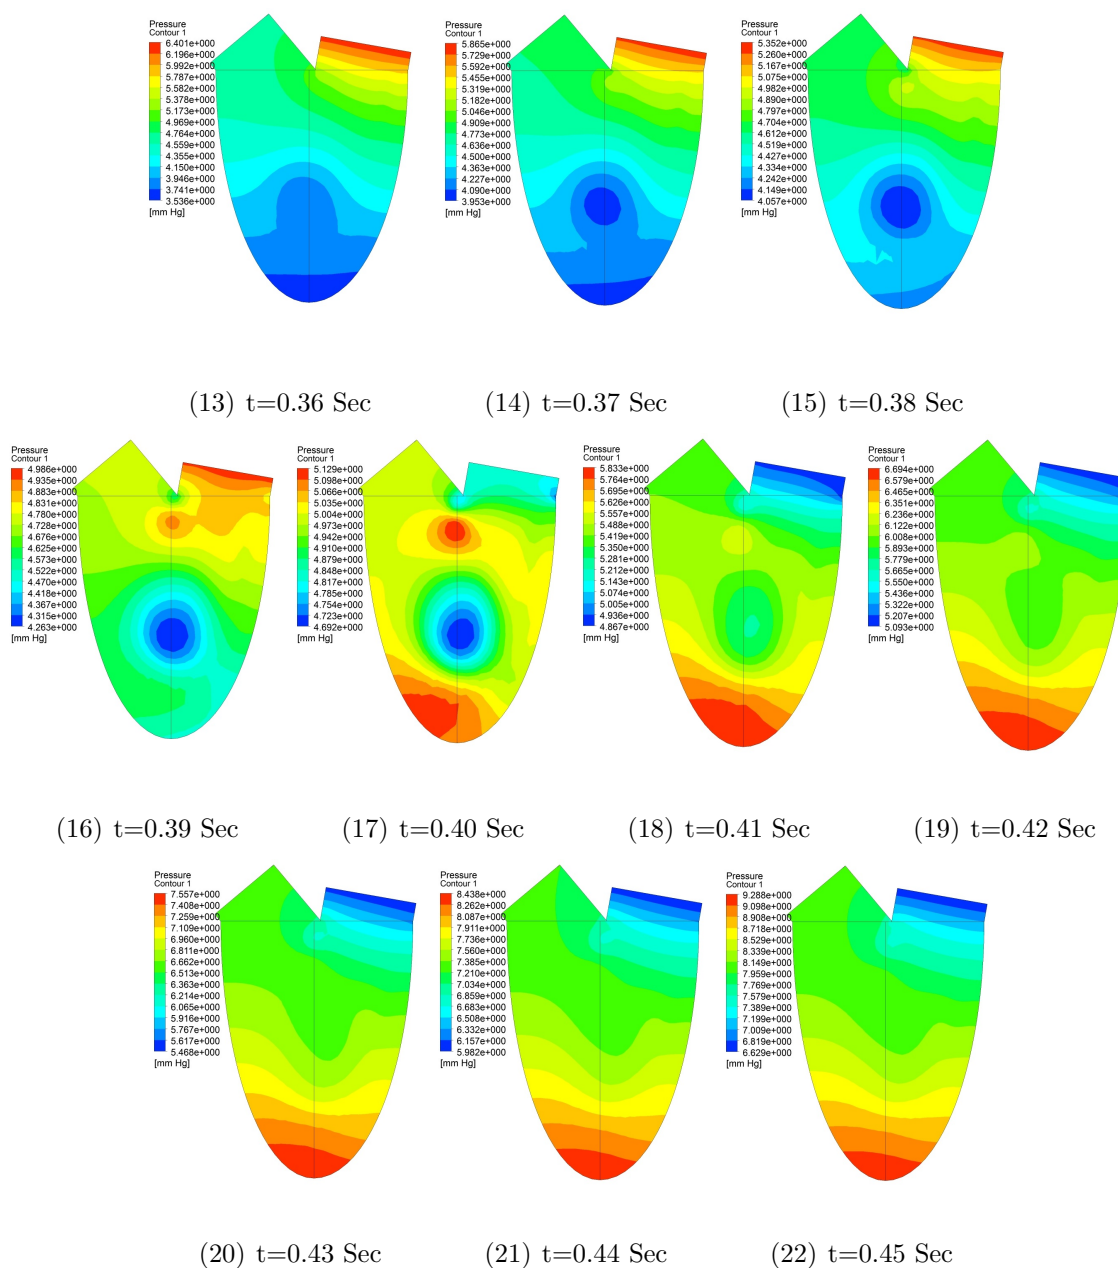 Pressure
Contour 1
6.401e+000
6.196e+000
5.992e+000
5.787e+000
5.582e+000
5.378e+000
5.173e+000
4.969e+000
4.764e+000
4.559e+000
4.355e+000
4.150e+000
3.946e+000
3.741e+000
3.536e+000
[mm Hg]
Pressure
Contour 1
5.865e+000
5.729e+000
5.592e+000
5.455e+000
5.319e+000
5.182e+000
5.046e+000
4.909e+000
4.773e+000
4.636e+000
4.500e+000
4.363e+000
4.227e+000
4.090e+000
3.953e+000
[mm Hg]
Pressure
Contour 1
5.352e+000
5.260e+000
5.167e+000
5.075e+000
4.982e+000
4.890e+000
4.797e+000
4.704e+000
4.612e+000
4.519e+000
4.427e+000
4.334e+000
4.242e+000
4.149e+000
4.057e+000
[mm Hg]
(13) t=0.36 Sec
(14) t=0.37 Sec
(15) t=0.38 Sec
Pressure
Contour 1
4.986e+000
4.935e+000
4.883e+000
4.831e+000
4.780e+000
4.728e+000
4.676e+000
4.625e+000
4.573e+000
4.522e+000
4.470e+000
4.418e+000
4.367e+000
4.315e+000
4.263e+000
[mm Hg]
Pressure
Contour 1
5.129e+000
5.098e+000
5.066e+000
5.035e+000
5.004e+000
4.973e+000
4.942e+000
4.910e+000
4.879e+000
4.848e+000
4.817e+000
4.785e+000
4.754e+000
4.723e+000
4.692e+000
[mm Hg]
Pressure
Contour 1
5.833e+000
5.764e+000
5.695e+000
5.626e+000
5.557e+000
5.488e+000
5.419e+000
5.350e+000
5.281e+000
5.212e+000
5.143e+000
5.074e+000
5.005e+000
4.936e+000
4.867e+000
[mm Hg]
Pressure
Contour 1
6.694e+000
6.579e+000
6.465e+000
6.351e+000
6.236e+000
6.122e+000
6.008e+000
5.893e+000
5.779e+000
5.665e+000
5.550e+000
5.436e+000
5.322e+000
5.207e+000
5.093e+000
[mm Hg]
(16) t=0.39 Sec
(17) t=0.40 Sec
(18) t=0.41 Sec
(19) t=0.42 Sec
Pressure
Contour 1
7.557e+000
7.408e+000
7.259e+000
7.109e+000
6.960e+000
6.811e+000
6.662e+000
6.513e+000
6.363e+000
6.214e+000
6.065e+000
5.916e+000
5.767e+000
5.617e+000
5.468e+000
[mm Hg]
Pressure
Contour 1
8.438e+000
8.262e+000
8.087e+000
7.911e+000
7.736e+000
7.560e+000
7.385e+000
7.210e+000
7.034e+000
6.859e+000
6.683e+000
6.508e+000
6.332e+000
6.157e+000
5.982e+000
[mm Hg]
Pressure
Contour 1
9.288e+000
9.098e+000
8.908e+000
8.718e+000
8.529e+000
8.339e+000
8.149e+000
7.959e+000
7.769e+000
7.579e+000
7.389e+000
7.199e+000
7.009e+000
6.819e+000
6.629e+000
[mm Hg]
(20) t=0.43 Sec
(21) t=0.44 Sec
(22) t=0.45 Sec